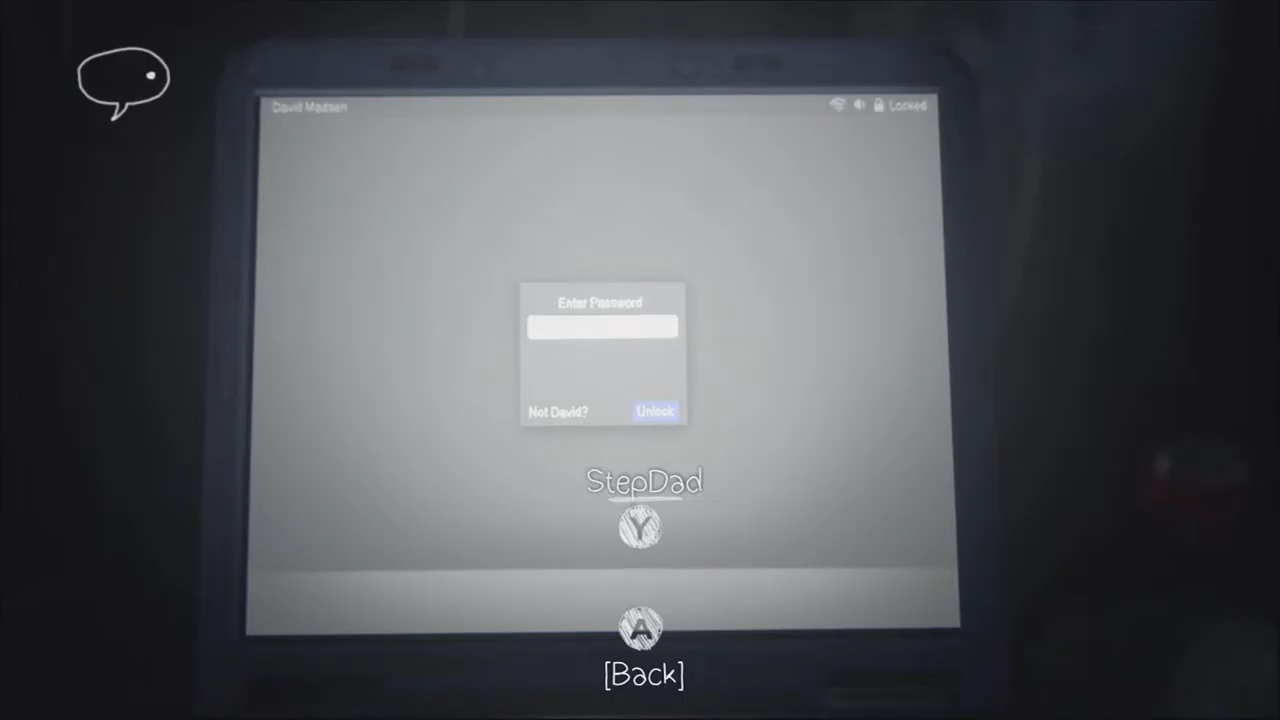 David Madsen
Locked
Enter Password
Not David?
Unlock
StepDad
Y
A
[Back]